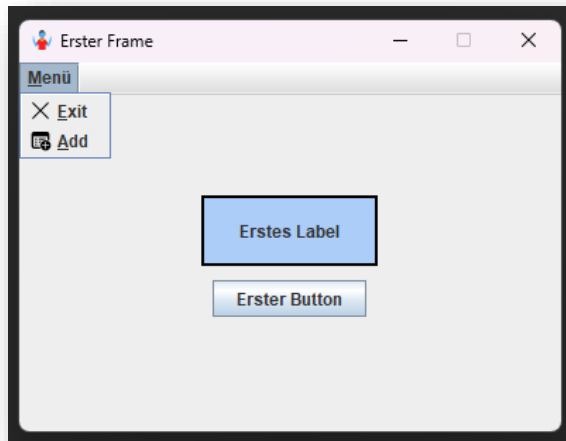 Erster Frame
Menü
Exit
Add
Erstes Label
Erster Button